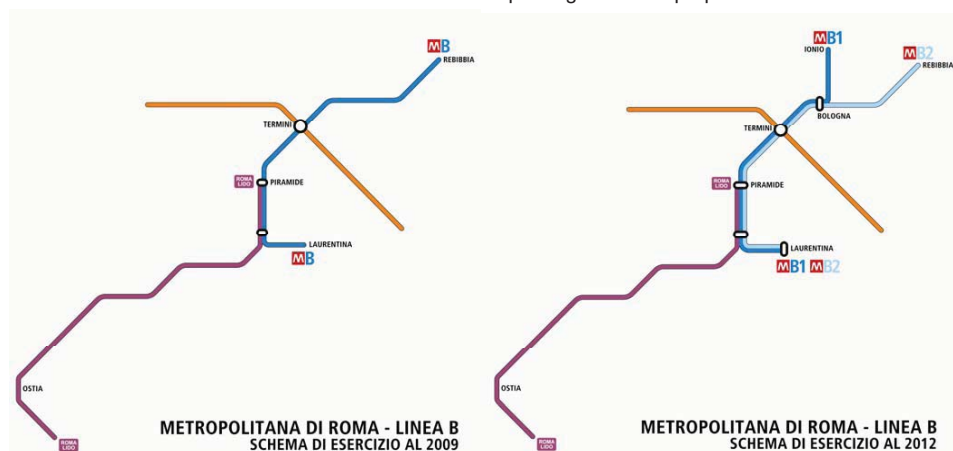 MB
REBIBBIA
TERMINI
ROMA
LIDO
PIRAMIDE
LAURENTINA
MB
OSTIA
ROMA
LIDO
METROPOLITANA DI ROMA - LINEA B
SCHEMA DI ESERCIZIO AL 2009
MB1
IONIO
MB2
REBIBBIA
BOLOGNA
TERMINI
ROMA
LIDO
PIRAMIDE
LAURENTINA
MB1 MB2
OSTIA
ROMA
LIDO
METROPOLITANA DI ROMA - LINEA B
SCHEMA DI ESERCIZIO AL 2012